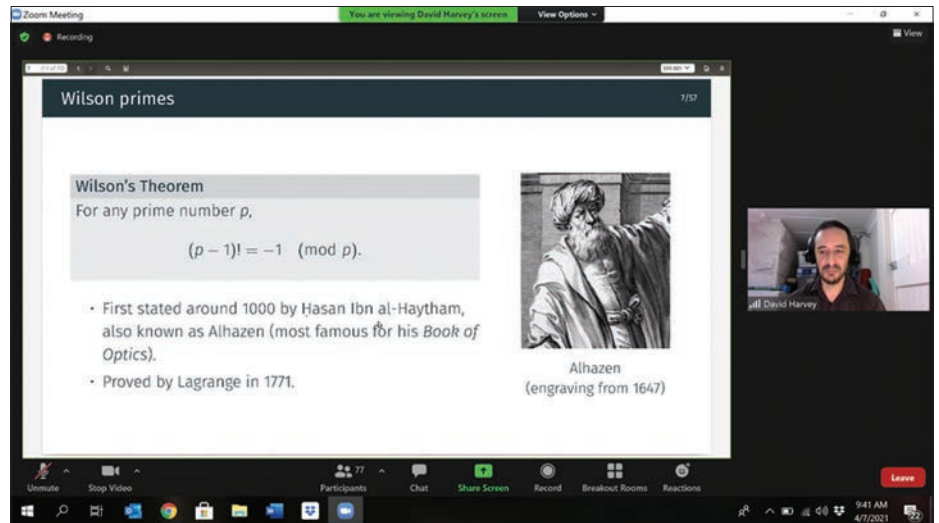 Zoom Meeting
You are viewing David Harvey's screen
View Options
Recording
View
Wilson primes
7/57
Wilson's Theorem
For any prime number p,
(p − 1)! = −1 (mod p).
• First stated around 1000 by Ḥasan Ibn al-Haytham,
also known as Alhazen (most famous for his Book of
Optics).
• Proved by Lagrange in 1771.
Alhazen
(engraving from 1647)
David Harvey
Unmute
Stop Video
77
Participants
Chat
Share Screen
Record
Breakout Rooms
Reactions
Leave
9:41 AM
4/7/2021
22